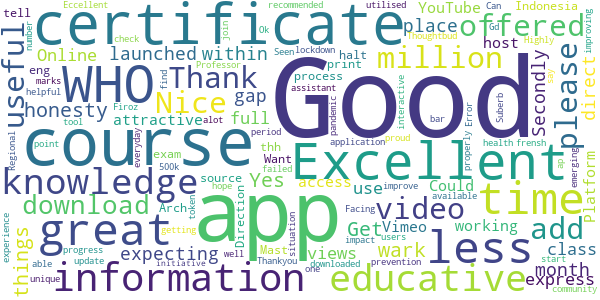 Good
app
course
certificate
WHO
Excellent
great
time
less
information
knowledge
educative
Thank
Nice
million
offered
useful
video
add
please
download
honesty
things
direct
Platform
Secondly
express
month
class
work
wark
Yes
use
Get
views
access
expecting
attractive
launched
within
place
host
gap
full
Online
YouTube
Vimeo
working
Could
halt
print
process
source
exam
eng
thh
Want
Arch
Mast
Direction
Indonesia
Eccellent
recommended
utilised
Can
join
tell
number
Ok
lockdown
Seen
Thoughtbud
Gd
Highly
improving
marks
Professor
find
assistant
pandemic
interactive
Suberb
say
helpful
Firoz
check
alot
bar
proud
Error
point
tool
everyday
period
application
properly
health
frensh
Regional
500k
failed
token
hope
improve
available
ap
emerging
experience
progress
getting
situation
Facing
impact
users
start
able
update
well
downloaded
prevention
unique
initiative
Thankyou
one
community